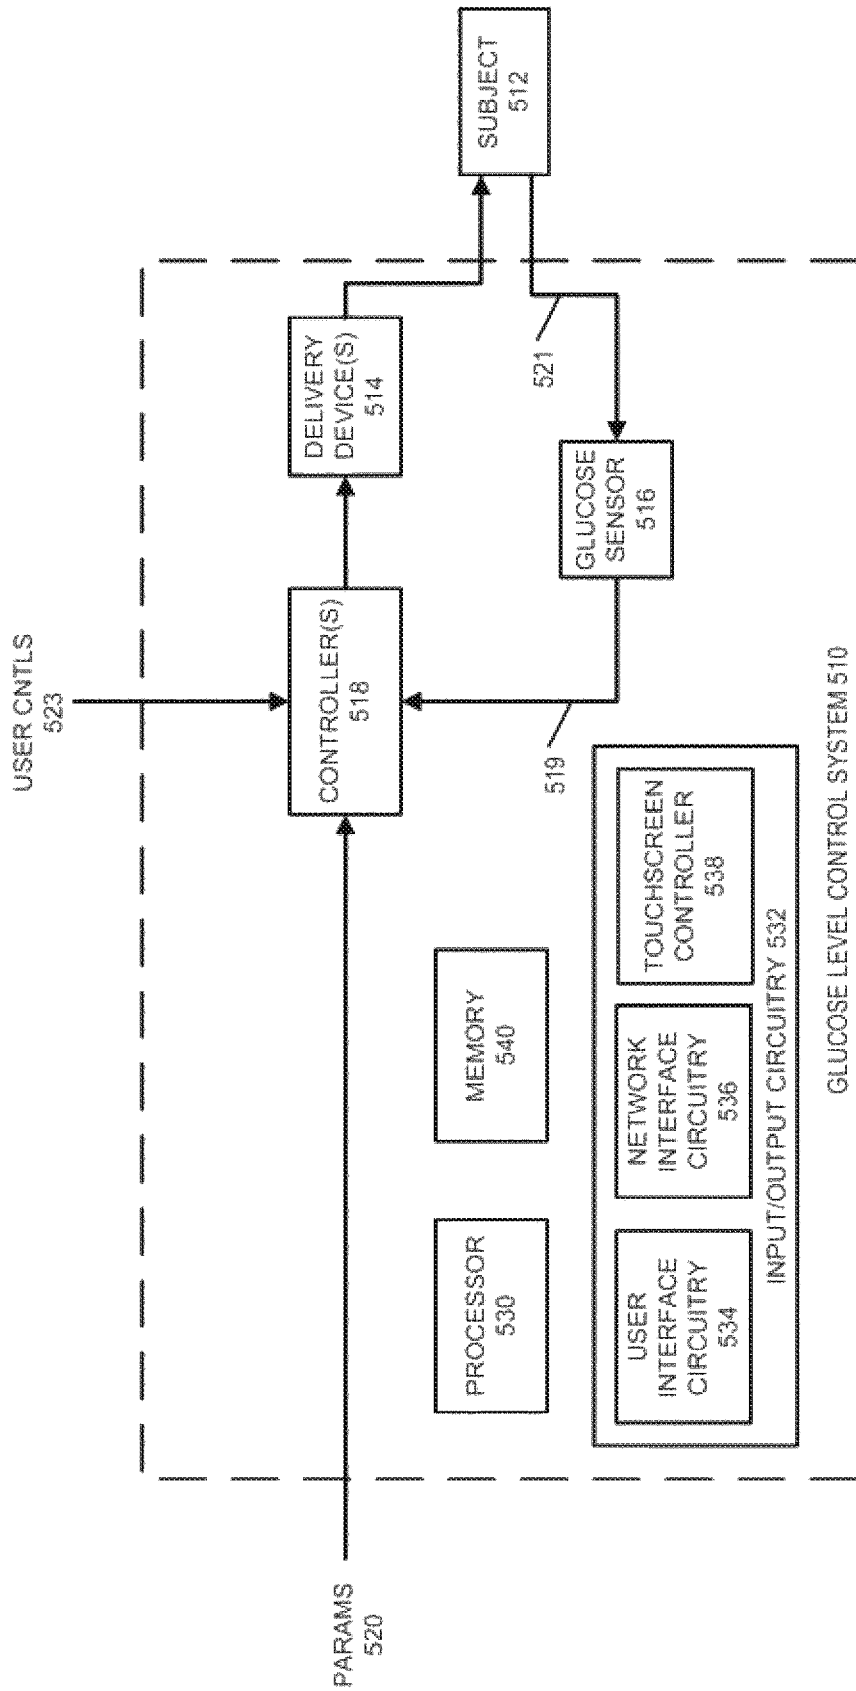 USER CNTLS
523
PARAMS
520
CONTROLLER(S)
518
DELIVERY
DEVICE(S)
514
SUBJECT
512
521
519
GLUCOSE
SENSOR
516
PROCESSOR
530
MEMORY
540
USER
INTERFACE
CIRCUITRY
534
NETWORK
INTERFACE
CIRCUITRY
536
TOUCHSCREEN
CONTROLLER
538
INPUT/OUTPUT CIRCUITRY 532
GLUCOSE LEVEL CONTROL SYSTEM 510